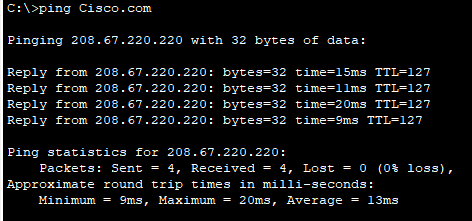 C:\>ping Cisco.com
Pinging 208.67.220.220 with 32 bytes of data:
Reply from 208.67.220.220: bytes=32 time=15ms TTL=127
Reply from 208.67.220.220: bytes=32 time=11ms TTL=127
Reply from 208.67.220.220: bytes=32 time=20ms TTL=127
Reply from 208.67.220.220: bytes=32 time=9ms TTL=127
Ping statistics for 208.67.220.220:
Packets: Sent = 4, Received = 4, Lost = 0 (0% loss),
Approximate round trip times in milli-seconds:
Minimum = 9ms, Maximum = 20ms, Average = 13ms